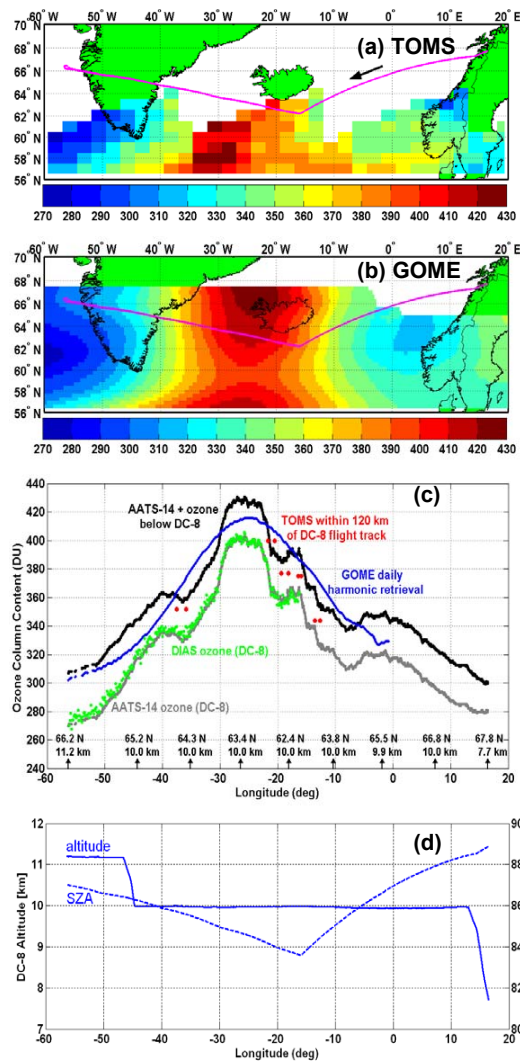 (a) TOMS
70° N
68° N
66° N
64° N
62° N
60° N
58° N
56° N
60° W 50° W 40° W 30° W 20° W 10° W 0° 10° E 20° E
270 280 290 300 310 320 330 340 350 360 370 380 390 400 410 420 430
60° W 50° W 40° W 30° W 20° W 10° W 0° 10° E 20° E
(b) GOME
70° N
68° N
66° N
64° N
62° N
60° N
58° N
56° N
270 280 290 300 310 320 330 340 350 360 370 380 390 400 410 420 430
(c)
Ozone Column Content (DU)
440
420
400
380
360
340
320
300
280
260
240
AATS-14 + ozone
below DC-8
TOMS within 120 km
of DC-8 flight track
GOME daily
harmonic retrieval
DIAS ozone (DC-8)
AATS-14 ozone (DC-8)
66.2 N 65.2 N 64.3 N 63.4 N 62.4 N 63.8 N 65.5 N 66.8 N 67.8 N
11.2 km 10.0 km 10.0 km 10.0 km 10.0 km 10.0 km 9.9 km 10.0 km 7.7 km
-60 -50 -40 -30 -20 -10 0 10 20
Longitude (deg)
(d)
DC-8 Altitude [km]
12
11
10
9
8
7
altitude
SZA
90
88
86
84
82
80
-60 -50 -40 -30 -20 -10 0 10 20
Longitude (deg)